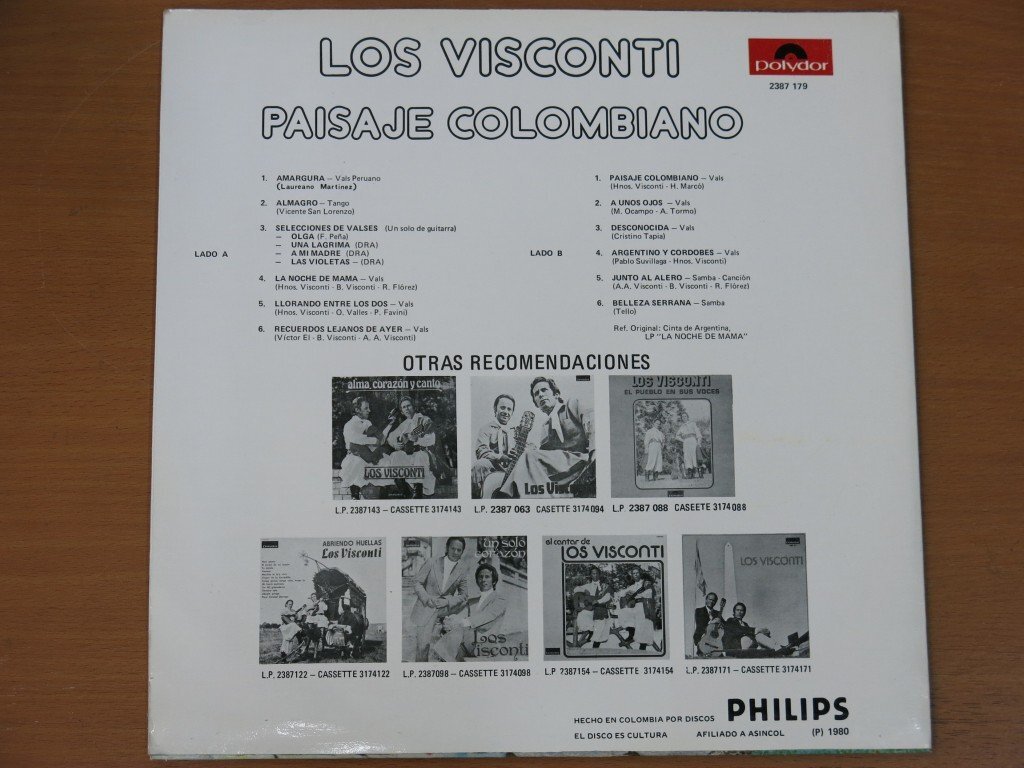 LOS VISCONTI
polydor
2387 179
PAISAJE COLOMBIANO
LADO A
1. AMARGURA — Vals Peruano
(Laureano Martínez)
2. ALMAGRO — Tango
(Vicente San Lorenzo)
3. SELECCIONES DE VALSES (Un solo de guitarra)
— OLGA (F. Peña)
— UNA LAGRIMA (DRA)
— A MI MADRE (DRA)
— LAS VIOLETAS — (DRA)
4. LA NOCHE DE MAMA — Vals
(Hnos. Visconti - B. Visconti - R. Flórez)
5. LLORANDO ENTRE LOS DOS — Vals
(Hnos. Visconti - O. Valles - P. Favini)
6. RECUERDOS LEJANOS DE AYER — Vals
(Víctor El - B. Visconti - A. A, Visconti)
LADO B
1. PAISAJE COLOMBIANO — Vals
(Hnos. Visconti - H. Marcó)
2. A UNOS OJOS — Vals
(M. Ocampo - A. Tormo)
3. DESCONOCIDA — Vals
(Cristino Tapia)
4. ARGENTINO Y CORDOBES — Vals
(Pablo Suvillaga - Hnos. Visconti)
5. JUNTO AL ALERO — Samba - Canción
(A.A. Visconti - B. Visconti - R. Flórez)
6. BELLEZA SERRANA — Samba
(Tello)
Ref. Original: Cinta de Argentina,
LP "LA NOCHE DE MAMA"
OTRAS RECOMENDACIONES
alma, corazón y canto
LOS VISCONTI
Los Visconti
LOS VISCONTI
EL PUEBLO EN SUS VOCES
L.P. 2387143 — CASSETTE 3174143
L.P. 2387 063 CASETTE 3174094
L.P. 2387 088 CASEETE 3174088
ABRIENDO HUELLAS
Los Visconti
un solo
corazón
Los
Visconti
el cantar de
LOS VISCONTI
LOS VISCONTI
L.P. 2387122 — CASSETTE 3174122
L.P. 2387098 — CASSETTE 3174098
L.P. 2387154 — CASSETTE 3174154
L.P. 2387171 — CASSETTE 3174171
HECHO EN COLOMBIA POR DISCOS PHILIPS
EL DISCO ES CULTURA AFILIADO A ASINCOL (P) 1980